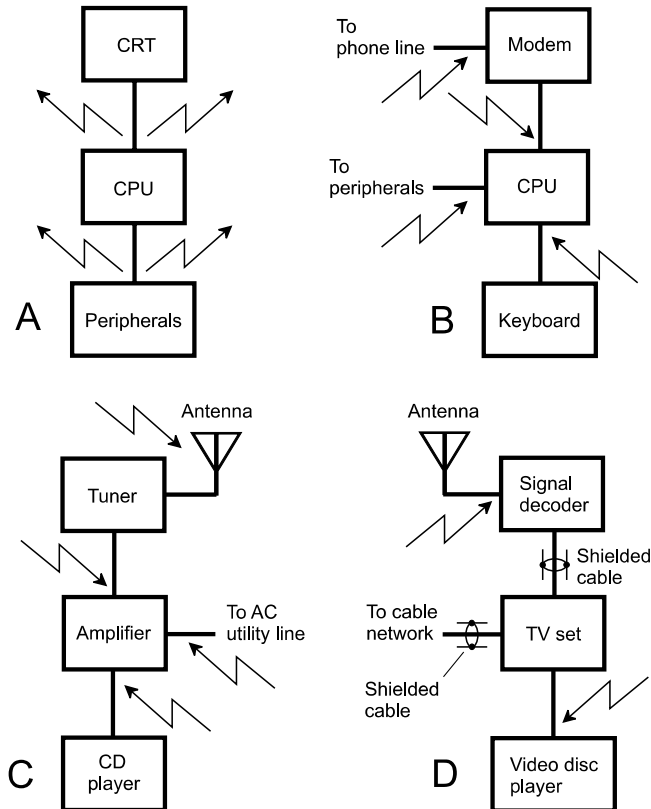 CRT
CPU
Peripherals
A
To
phone line
Modem
To
peripherals
CPU
Keyboard
B
Antenna
Tuner
Amplifier
To AC
utility line
CD
player
C
Antenna
Signal
decoder
Shielded
cable
To cable
network
TV set
Shielded
cable
Video disc
player
D